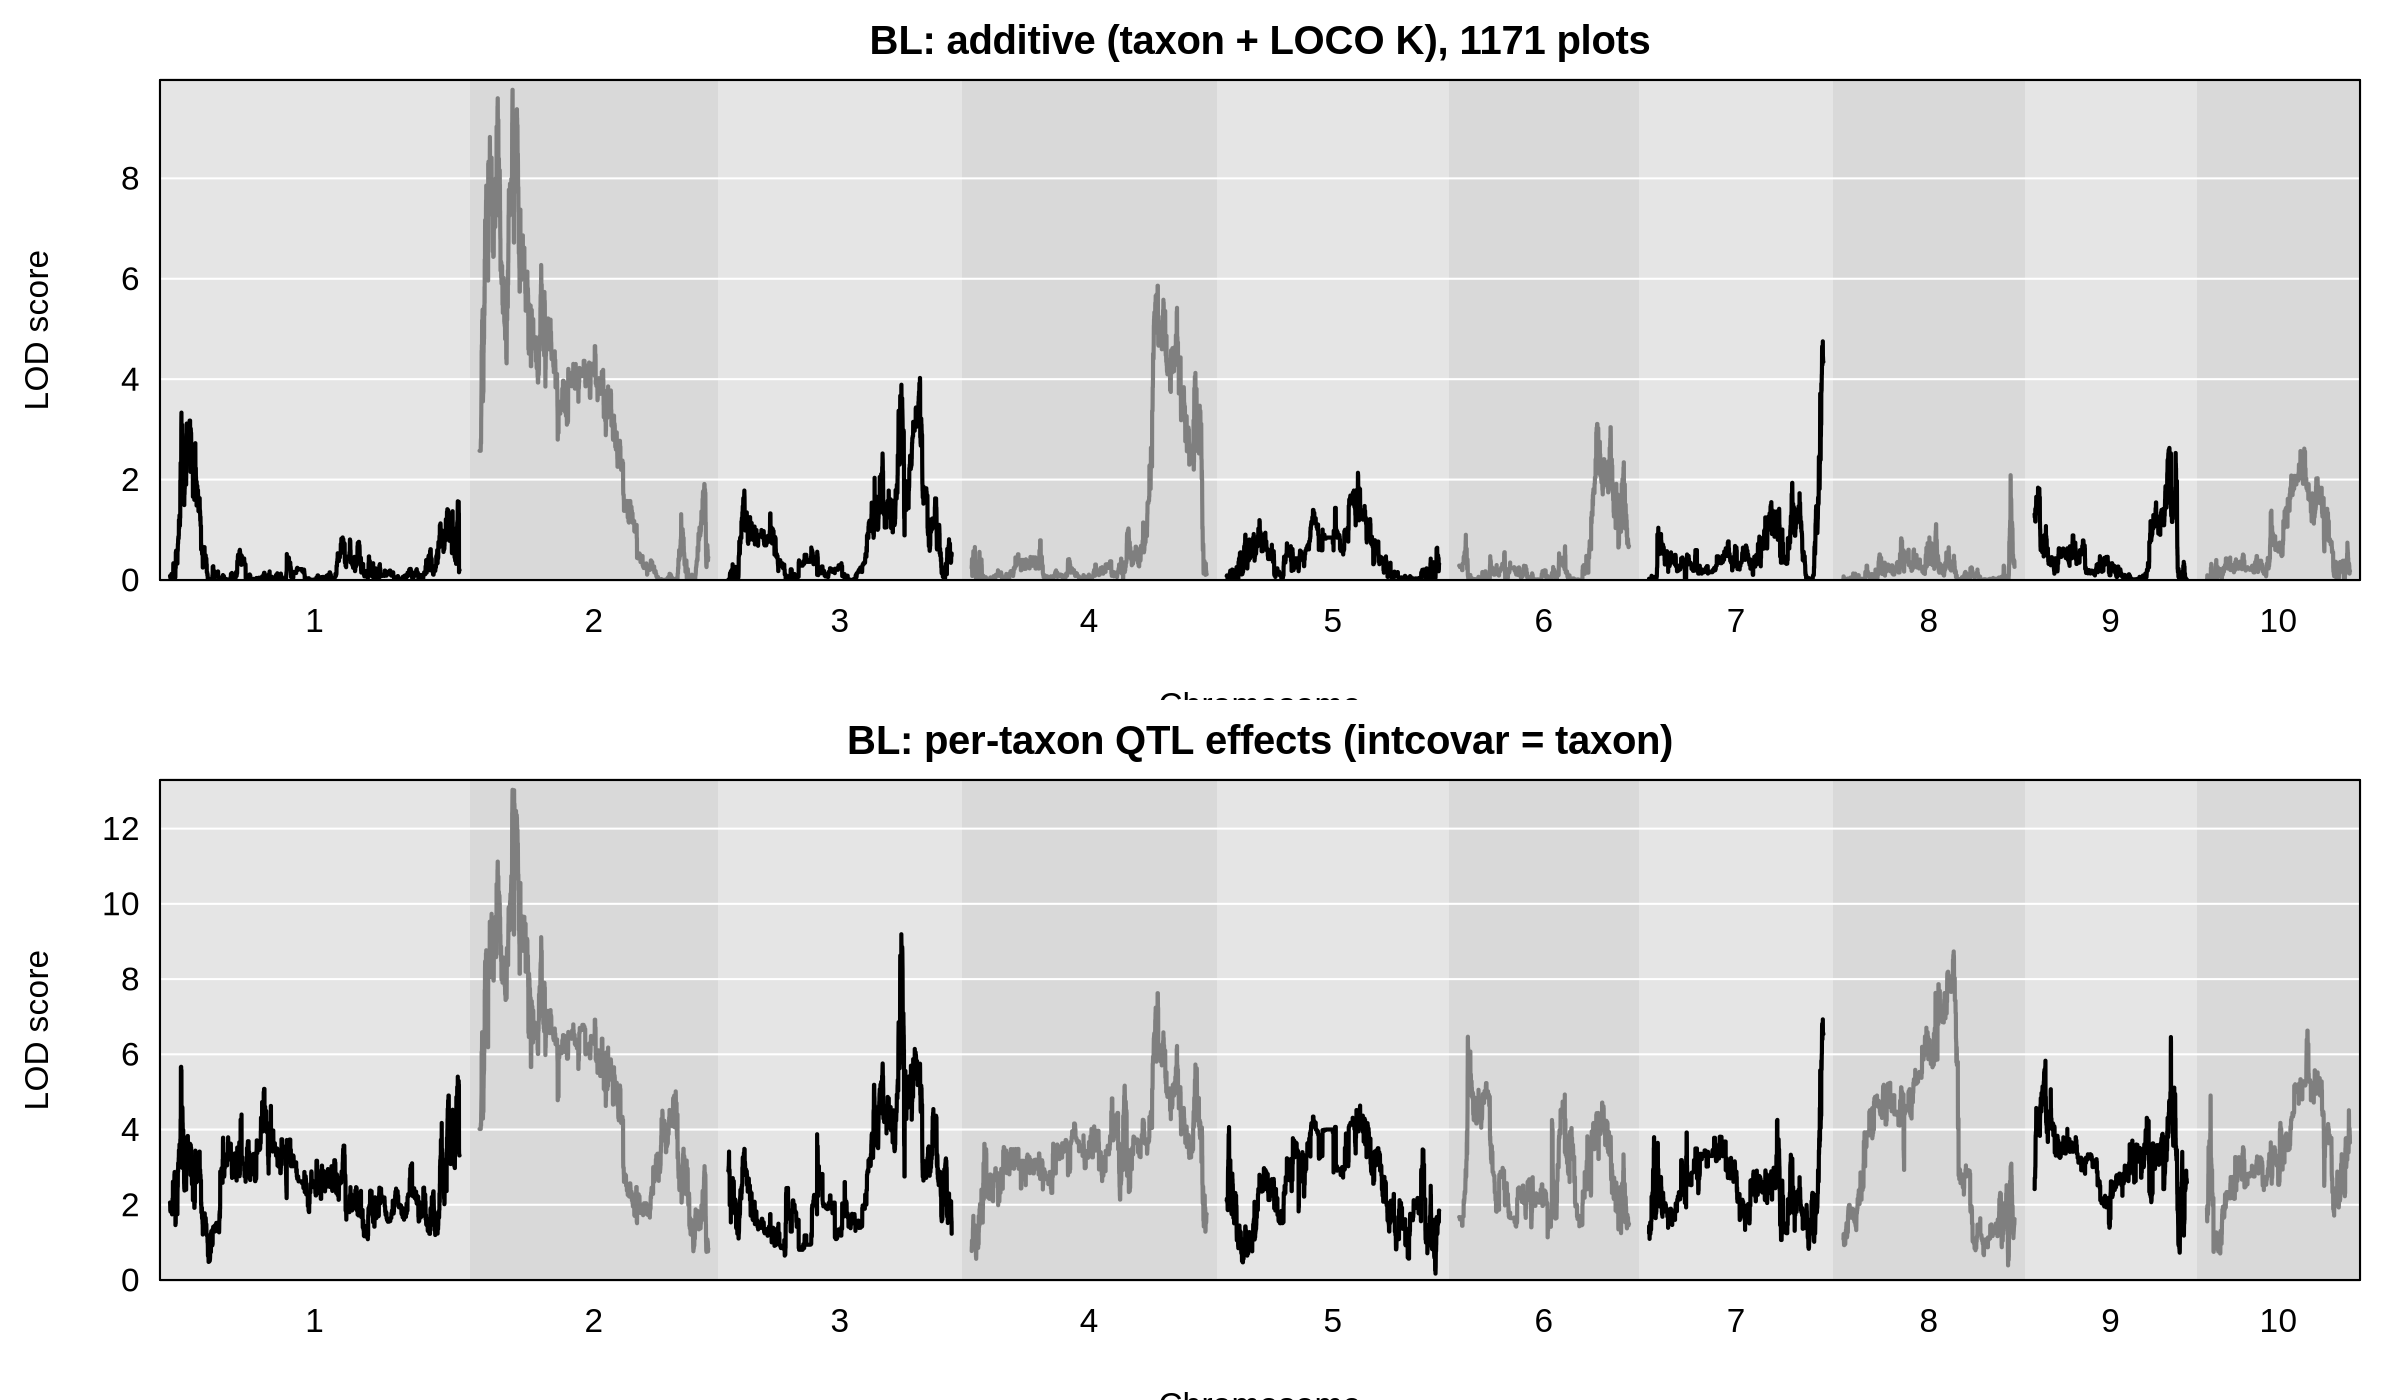 BL: additive (taxon + LOCO K), 1171 plots
LOD score
8
6
4
2
0
1 2 3 4 5 6 7 8 9 10
Chromosome
BL: per-taxon QTL effects (intcovar = taxon)
LOD score
12
10
8
6
4
2
0
1 2 3 4 5 6 7 8 9 10
Chromosome